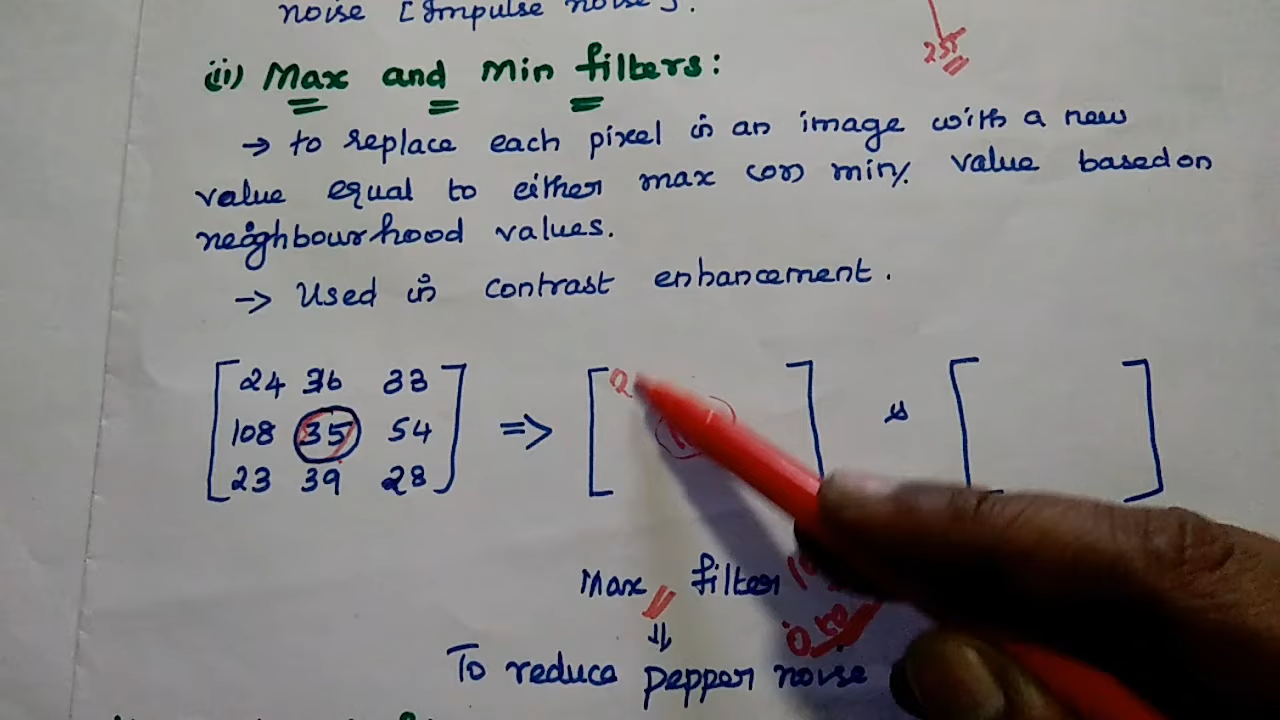 noise [Impulse noise].
255
(ii) Max and Min filters:
→ to replace each pixel in an image with a new
value equal to either max (or) min. value based on
neighbourhood values.
→ Used in contrast enhancement.
24 36 33
108 35 54 ⇒
23 39 28
Max filter
⇓
To reduce pepper noise